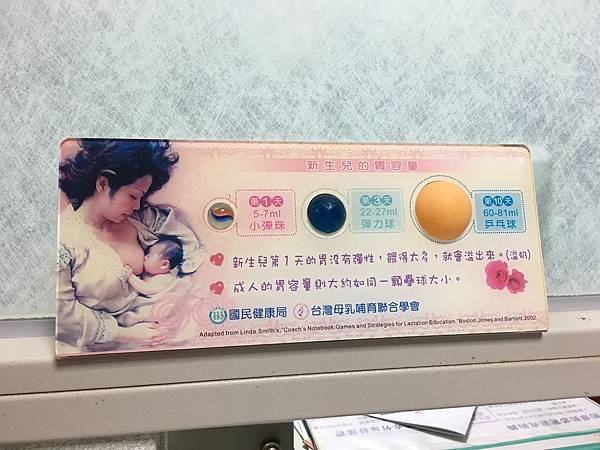 新生兒的胃容量
第1天
5-7ml
小彈珠
第3天
22-27ml
彈力球
第10天
60-81ml
乒乓球
新生兒第1天的胃沒有彈性，餵得太多，就會溢出來。(溢奶)
成人的胃容量則大約如同一顆壘球大小。
國民健康局 台灣母乳哺育聯合學會
Adapted from Linda.Smith's,"Coach's Notebook:Games and Strategies for Lactation Education,"Boston:Jones and Bartlett.2002